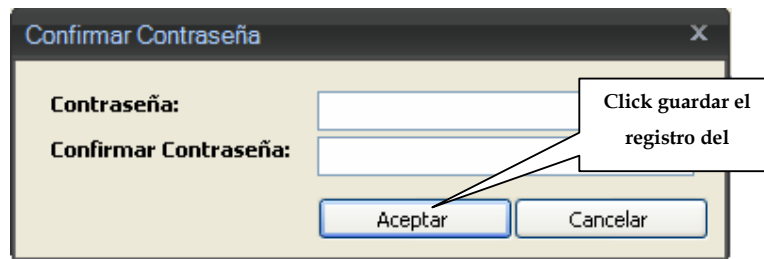 Confirmar Contraseña x
Contraseña:
Click guardar el
registro del
Confirmar Contraseña:
Aceptar Cancelar